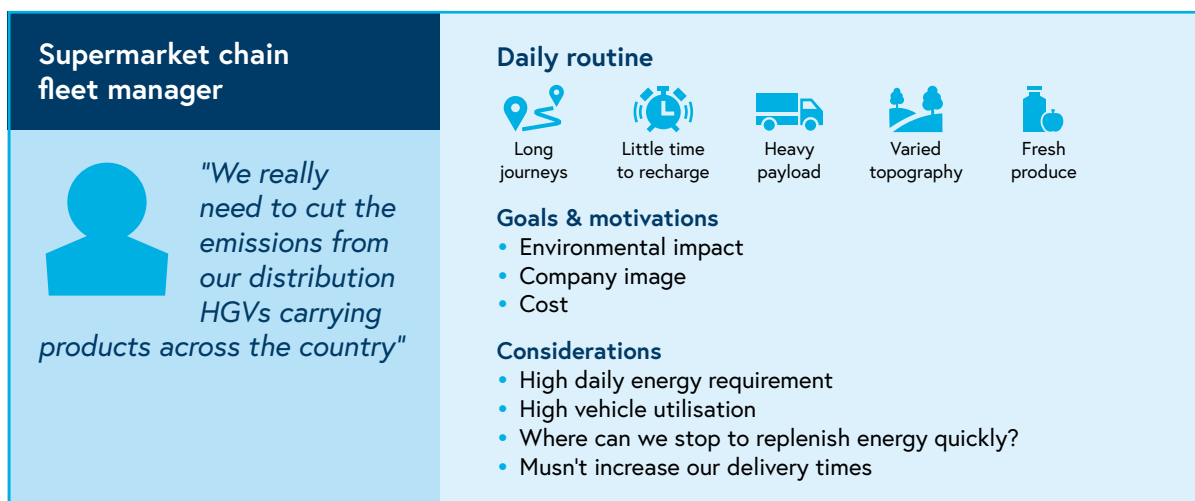 Supermarket chain
fleet manager
"We really
need to cut the
emissions from
our distribution
HGVs carrying
products across the country"
Daily routine
Long
journeys
Little time
to recharge
Heavy
payload
Varied
topography
Fresh
produce
Goals & motivations
• Environmental impact
• Company image
• Cost
Considerations
• High daily energy requirement
• High vehicle utilisation
• Where can we stop to replenish energy quickly?
• Musn't increase our delivery times